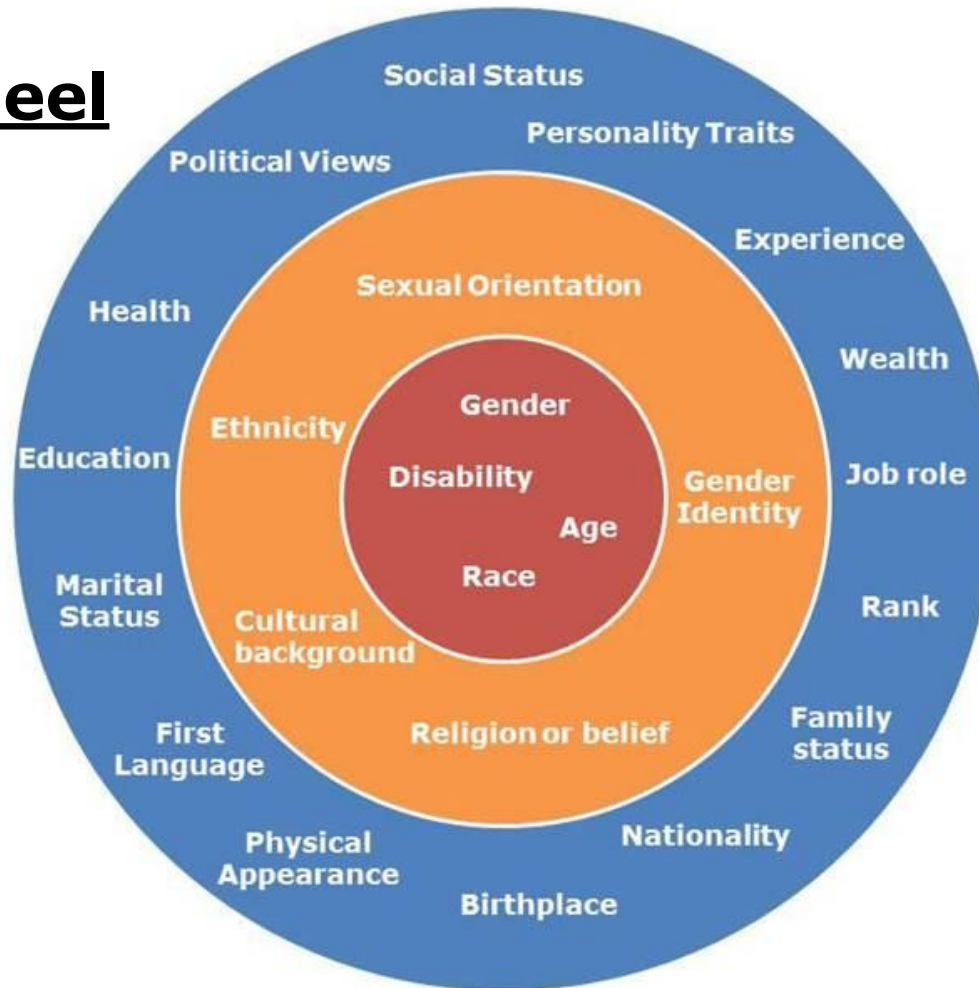 eel
Social Status
Personality Traits
Political Views
Experience
Health
Wealth
Education
Job role
Marital
Status
Rank
First
Language
Family
status
Physical
Appearance
Nationality
Birthplace
Sexual Orientation
Ethnicity
Gender
Identity
Cultural
background
Religion or belief
Gender
Disability
Age
Race